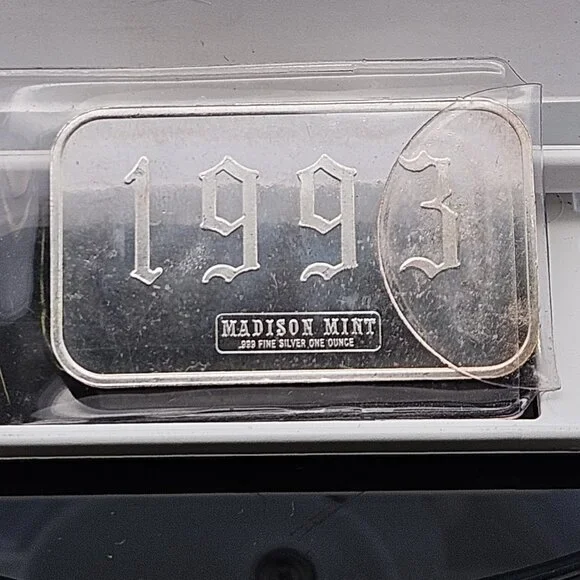 1993
MADISON MINT
.999 FINE SILVER ONE OUNCE